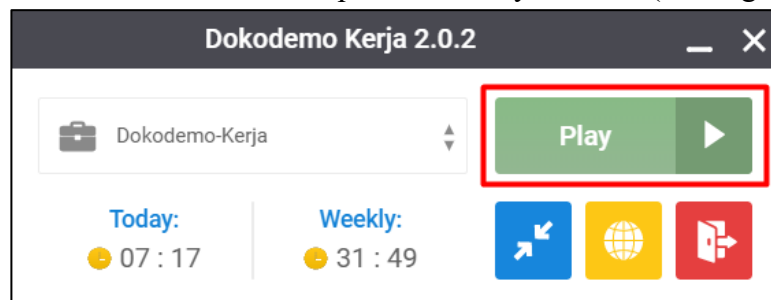 Dokodemo Kerja 2.0.2
Dokodemo-Kerja
Play
Today:
Weekly:
07 : 17
31 : 49